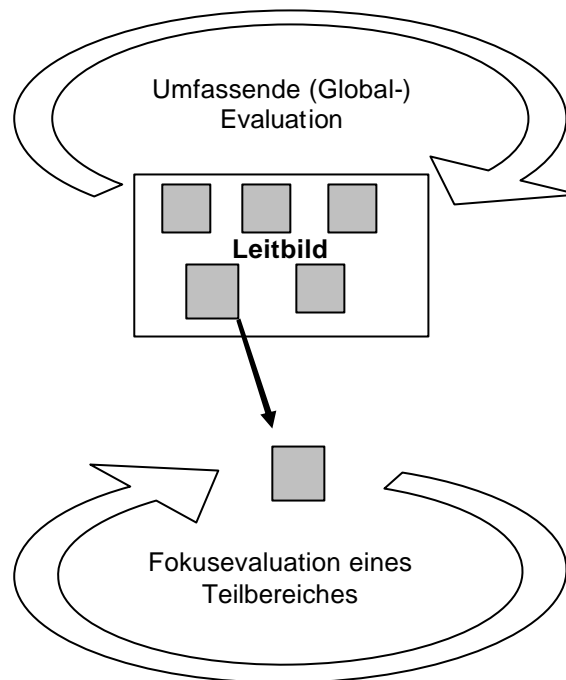 Umfassende (Global-)
Evaluation
Leitbild
Fokusevaluation eines
Teilbereiches